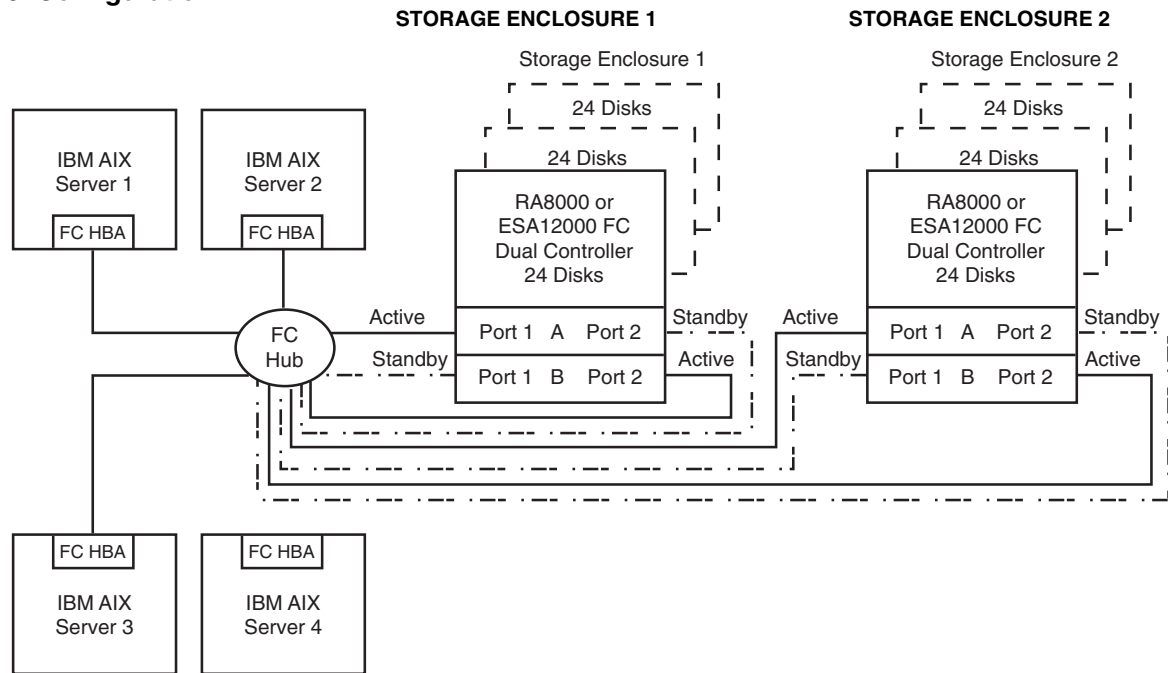 STORAGE ENCLOSURE 1
STORAGE ENCLOSURE 2
Storage Enclosure 1
Storage Enclosure 2
24 Disks
24 Disks
24 Disks
24 Disks
IBM AIX
Server 1
FC HBA
IBM AIX
Server 2
FC HBA
RA8000 or
ESA12000 FC
Dual Controller
24 Disks
RA8000 or
ESA12000 FC
Dual Controller
24 Disks
FC
Hub
Active
Port 1 A Port 2
Standby
Active
Port 1 A Port 2
Standby
Standby
Port 1 B Port 2
Active
Standby
Port 1 B Port 2
Active
FC HBA
IBM AIX
Server 3
FC HBA
IBM AIX
Server 4